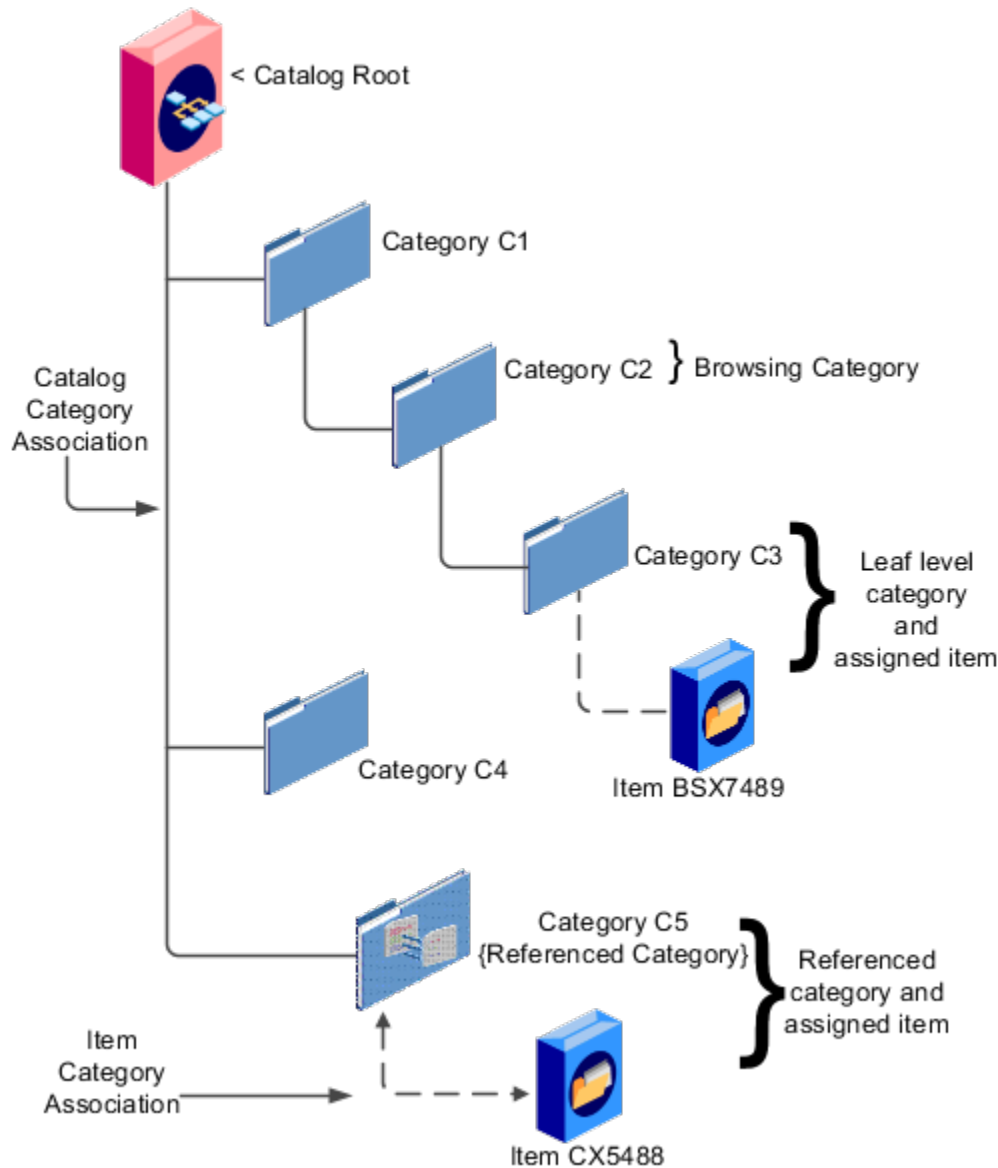 < Catalog Root
Category C1
Category C2 } Browsing Category
Catalog
Category
Association
Category C3
Leaf level
category
and
assigned item
Item BSX7489
Category C4
Category C5
{Referenced Category}
Referenced
category and
assigned item
Item
Category
Association
Item CX5488